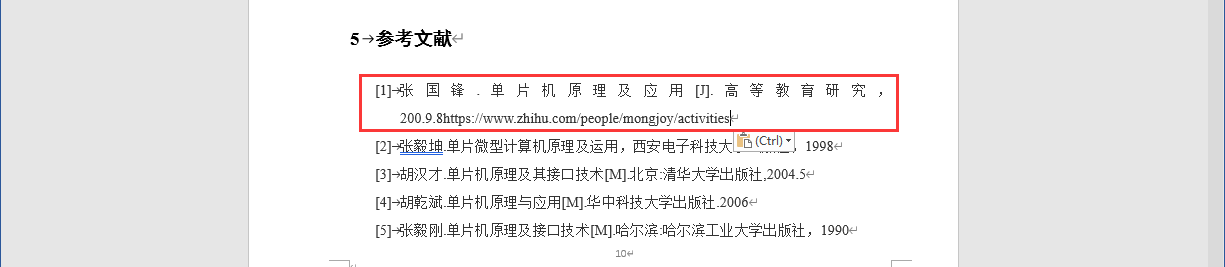 5→参考文献
[1]→张国锋.单片机原理及应用[J].高等教育研究，
200.9.8https://www.zhihu.com/people/mongjoy/activities
[2]→张毅坤.单片微型计算机原理及运用，西安电子科技大 ，1998
(Ctrl)
[3]→胡汉才.单片机原理及其接口技术[M].北京:清华大学出版社,2004.5
[4]→胡乾斌.单片机原理与应用[M].华中科技大学出版社.2006
[5]→张毅刚.单片机原理及接口技术[M].哈尔滨:哈尔滨工业大学出版社，1990
10